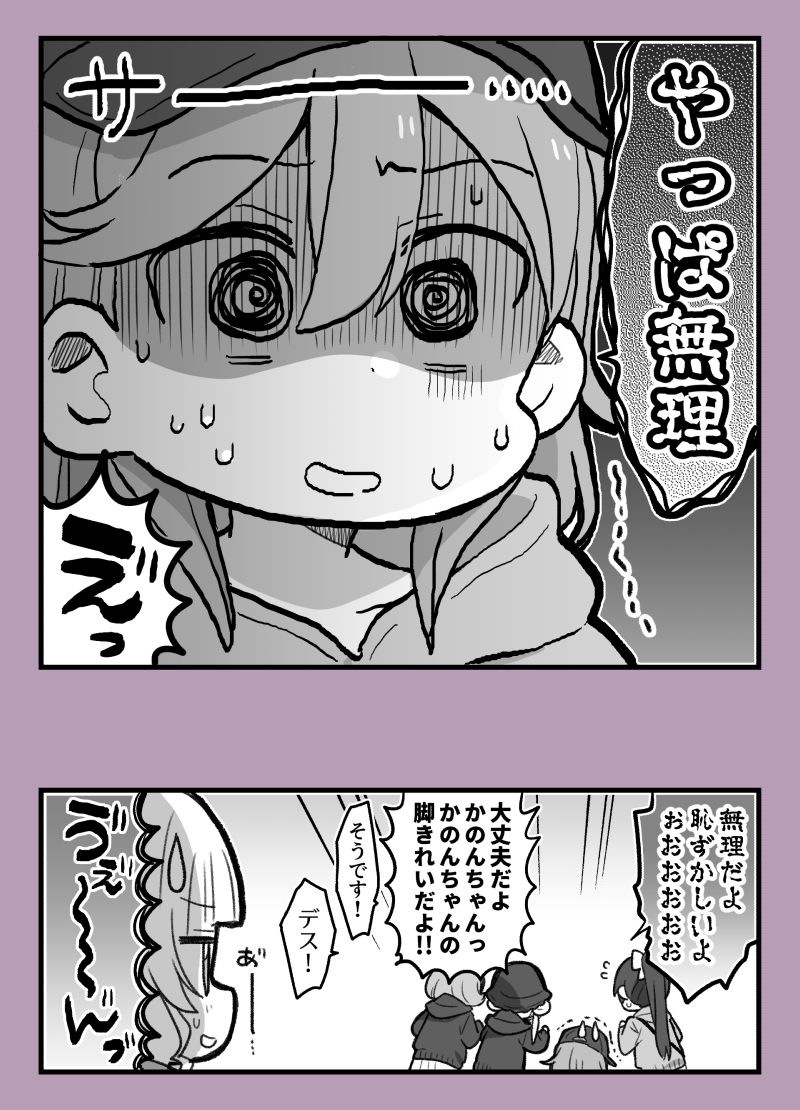 やっぱ無理
サーーー……
えっ
無理だよ
恥ずかしいよ
おおおおおお
大丈夫だよ
かのんちゃんっ
かのんちゃんの
脚きれいだよ!!
そうです!
デス!
あ゛ー…
う゛ぇ゛〜〜ん゛